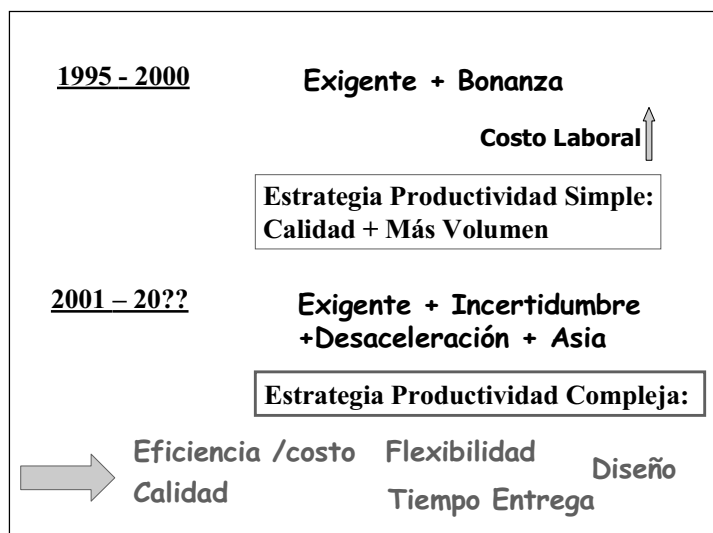 1995 - 2000
Exigente + Bonanza
Costo Laboral
Estrategia Productividad Simple:
Calidad + Más Volumen
2001 – 20??
Exigente + Incertidumbre
+Desaceleración + Asia
Estrategia Productividad Compleja:
Eficiencia /costo
Flexibilidad
Diseño
Calidad
Tiempo Entrega